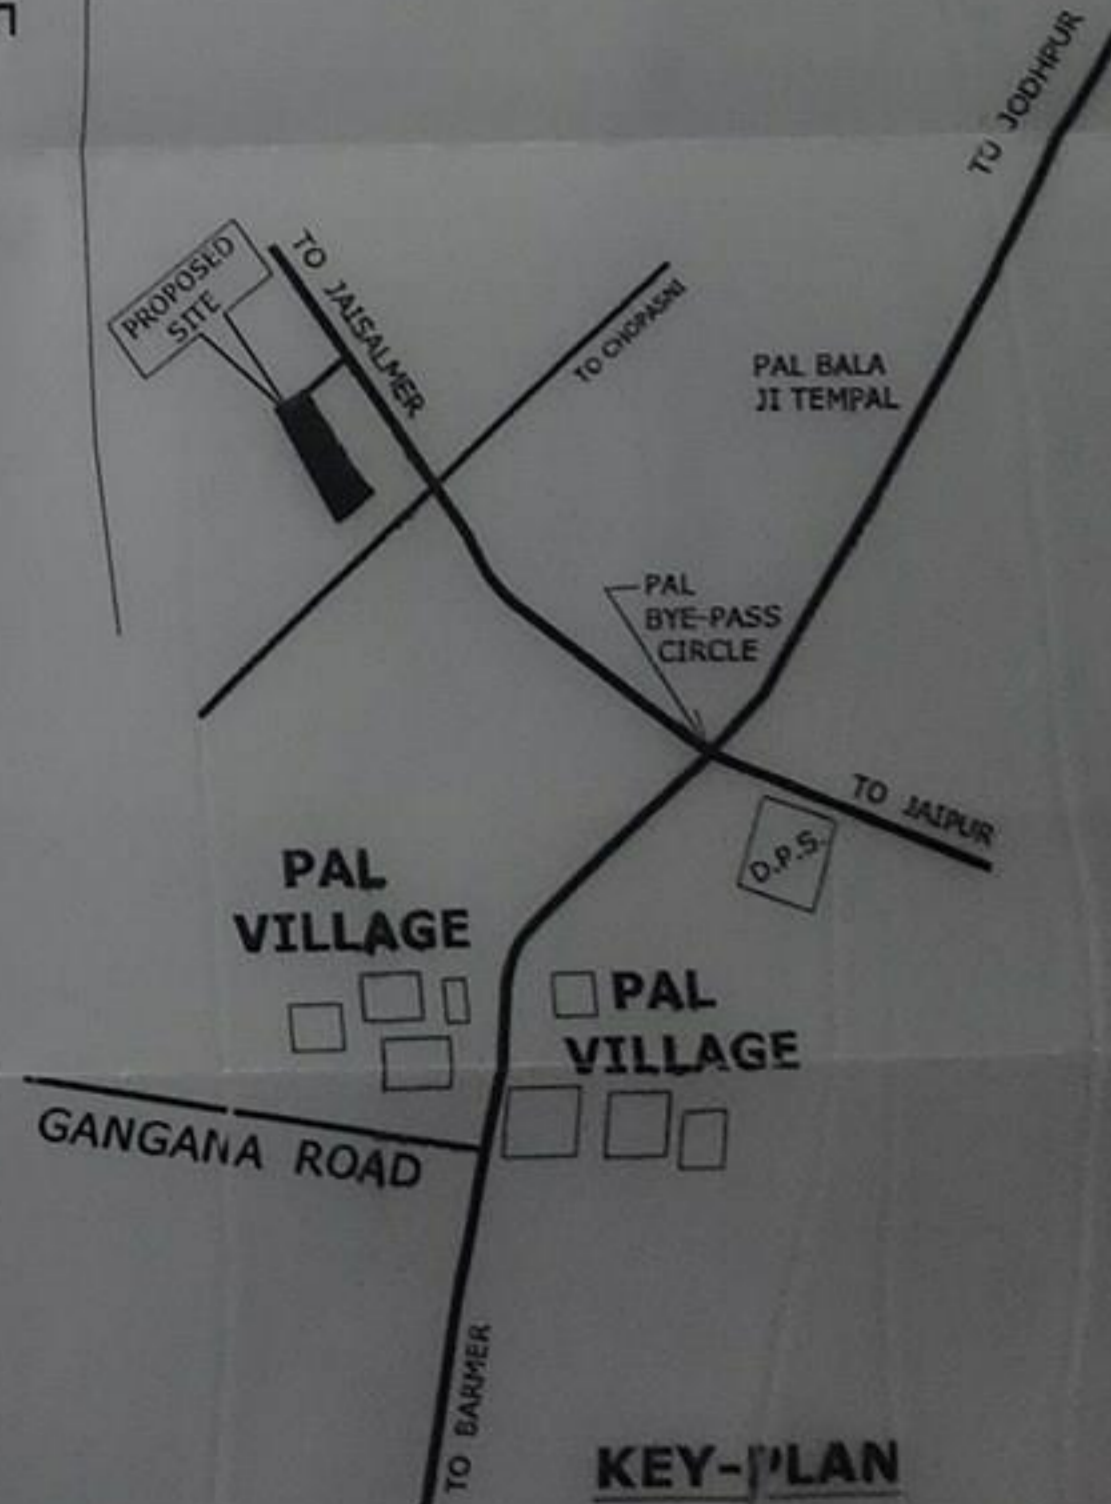 TO JODHPUR
PROPOSED
SITE
TO JAISALMER
TO CHOPASNI
PAL BALA
JI TEMPAL
PAL
BYE-PASS
CIRCLE
TO JAIPUR
D.P.S.
PAL
VILLAGE
PAL
VILLAGE
GANGANA ROAD
TO BARMER
KEY-PLAN